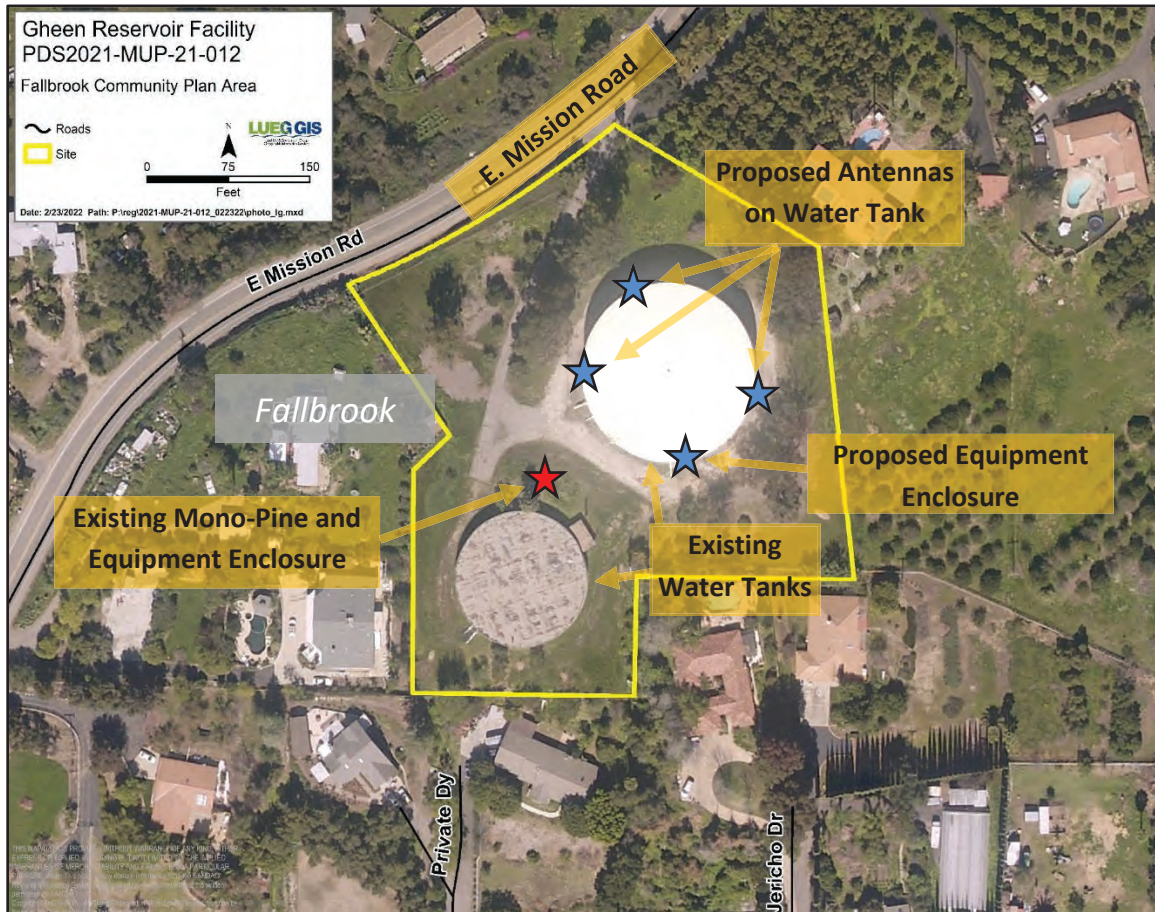 Gheen Reservoir Facility
PDS2021-MUP-21-012
Fallbrook Community Plan Area
Roads
Site
N
LUEG GIS
0 75 150
Feet
Date: 2/23/2022 Path: P:\reg\2021-MUP-21-012_022322\photo_lg.mxd
E. Mission Road
E Mission Rd
Proposed Antennas
on Water Tank
Fallbrook
Proposed Equipment
Enclosure
Existing Mono-Pine and
Equipment Enclosure
Existing
Water Tanks
Private Dy
Jericho Dr